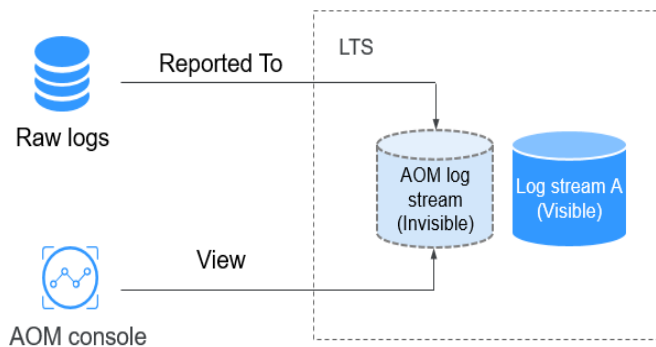 LTS
Reported To
Raw logs
AOM log
stream
(Invisible)
Log stream A
(Visible)
View
AOM console